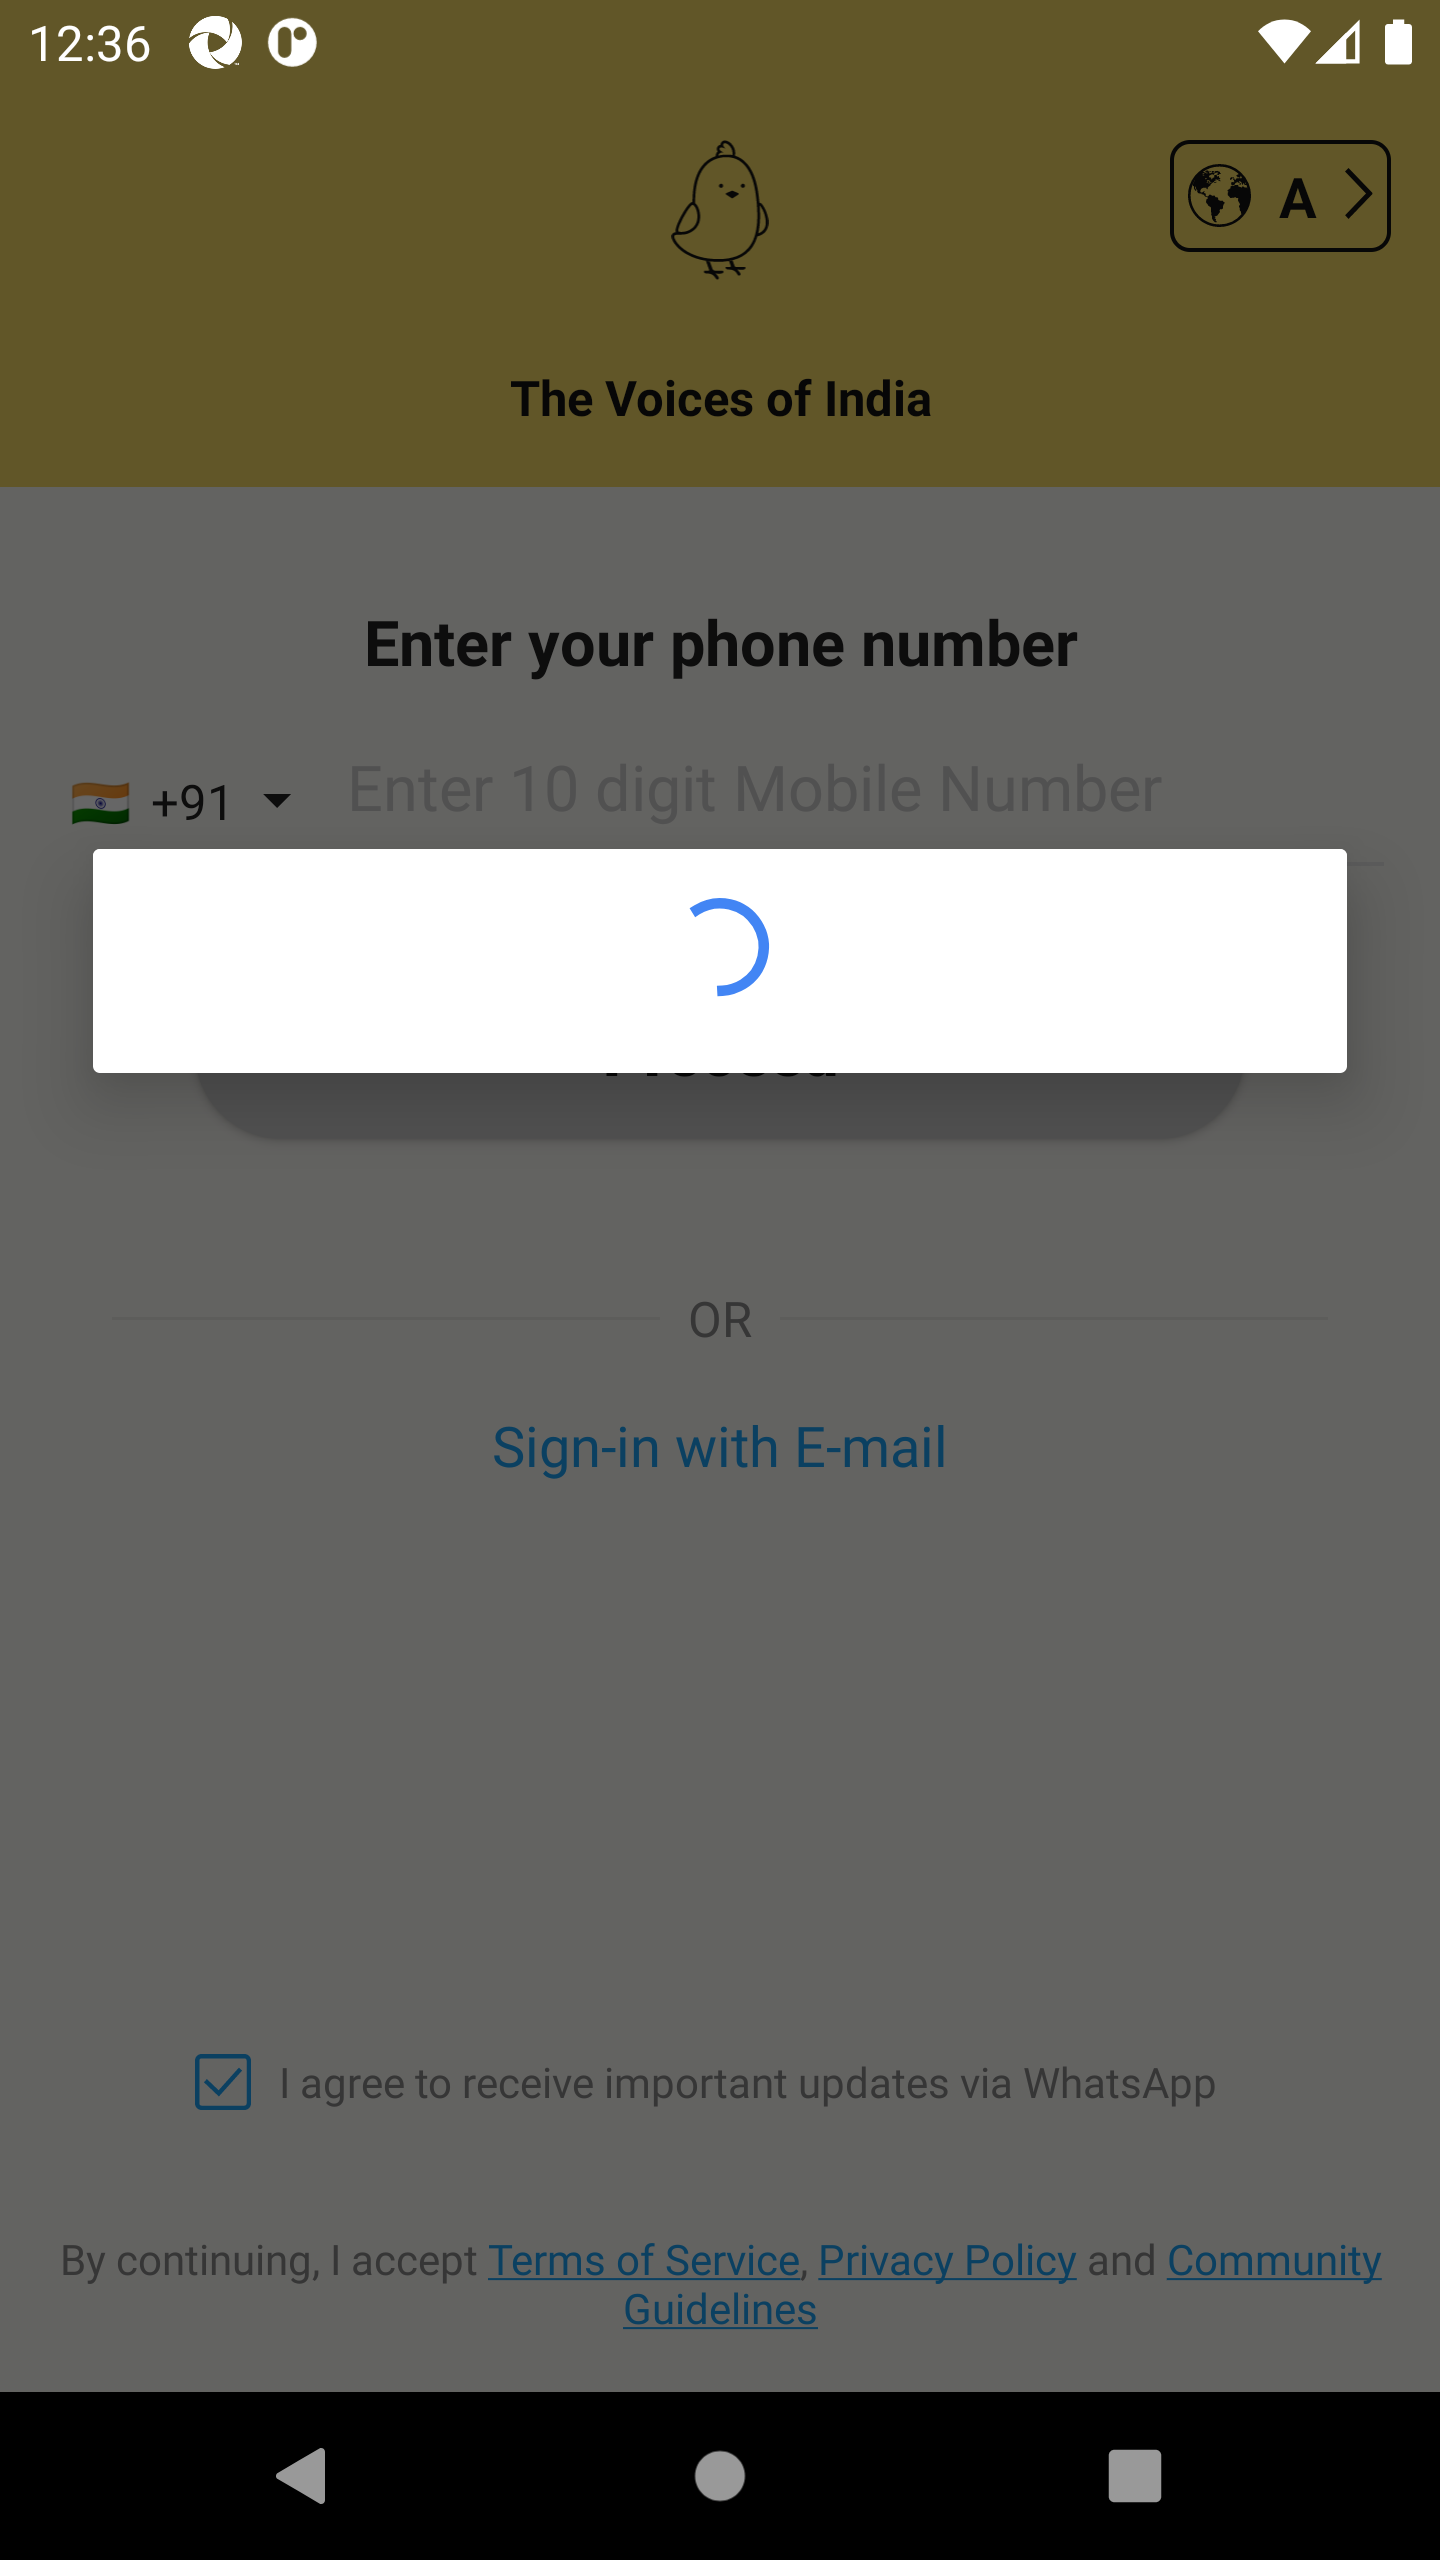 12:36
A
The Voices of India
Enter your phone number
+91
Enter 10 digit Mobile Number
OR
Sign-in with E-mail
I agree to receive important updates via WhatsApp
By continuing, I accept Terms of Service, Privacy Policy and Community
Guidelines